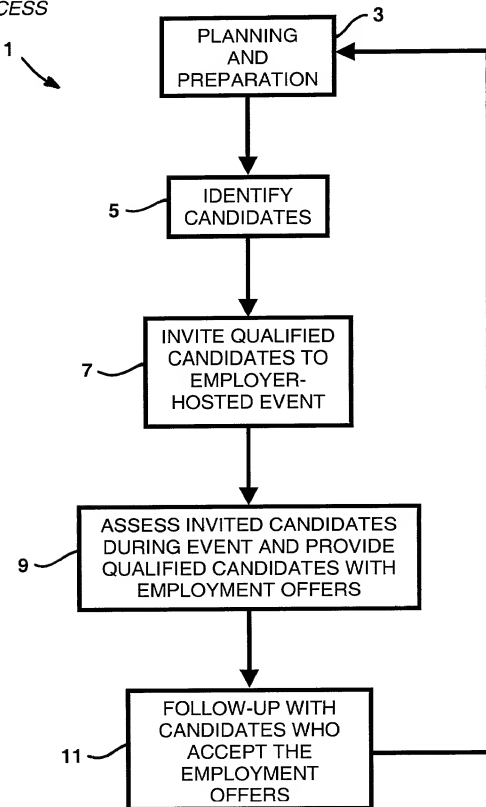 CESS
1
3
PLANNING
AND
PREPARATION
5
IDENTIFY
CANDIDATES
7
INVITE QUALIFIED
CANDIDATES TO
EMPLOYER-
HOSTED EVENT
9
ASSESS INVITED CANDIDATES
DURING EVENT AND PROVIDE
QUALIFIED CANDIDATES WITH
EMPLOYMENT OFFERS
11
FOLLOW-UP WITH
CANDIDATES WHO
ACCEPT THE
EMPLOYMENT
OFFERS